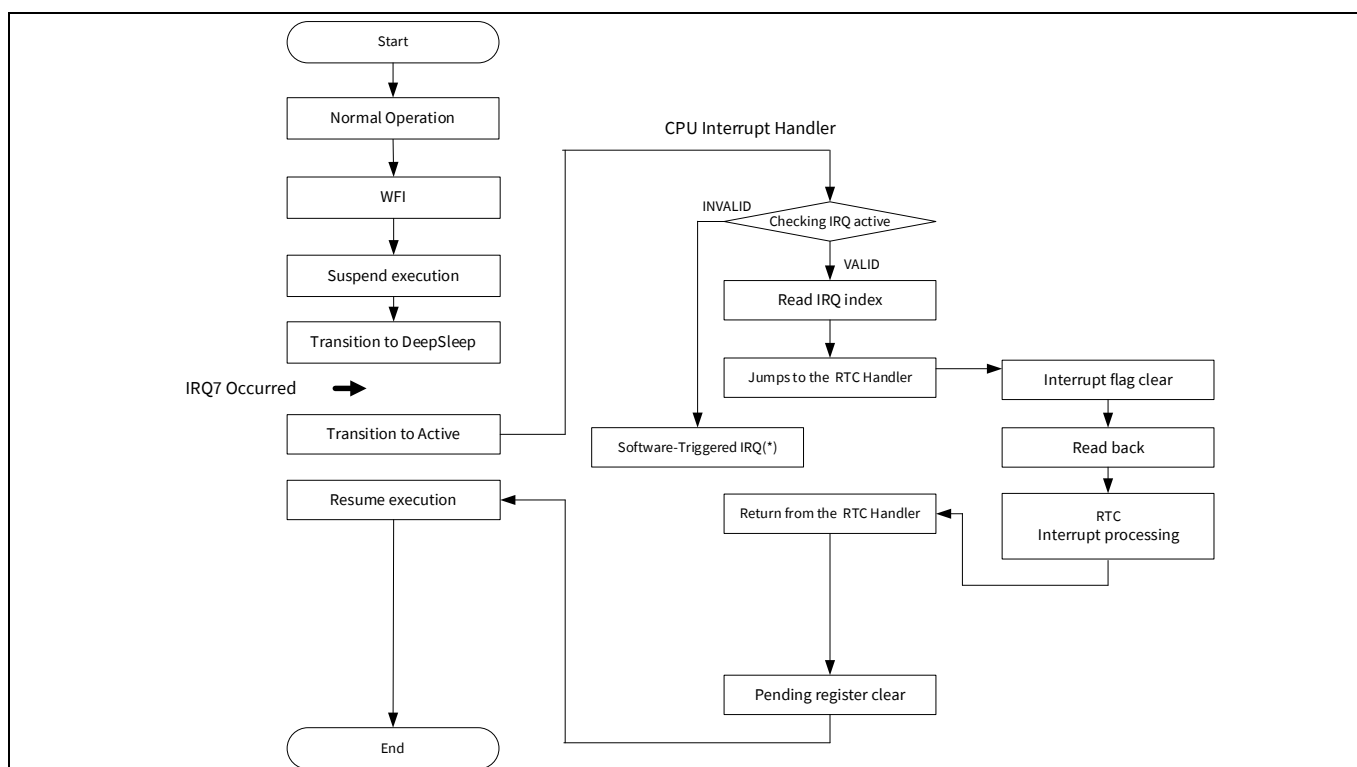 Start
Normal Operation
WFI
Suspend execution
Transition to DeepSleep
IRQ7 Occurred
Transition to Active
Resume execution
End
CPU Interrupt Handler
Checking IRQ active
INVALID
VALID
Read IRQ index
Jumps to the RTC Handler
Software-Triggered IRQ(*)
Interrupt flag clear
Read back
RTC
Interrupt processing
Return from the RTC Handler
Pending register clear